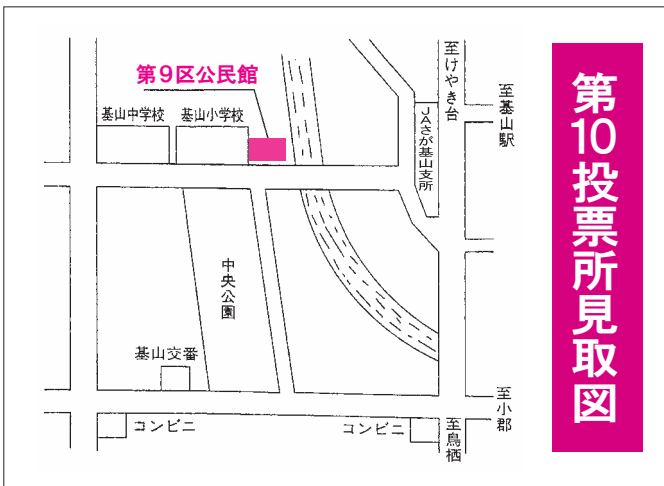 第10投票所見取図
至けやき台
至基山駅
第9区公民館
基山中学校
基山小学校
JAさが基山支所
中央公園
基山交番
コンビニ
コンビニ
至鳥栖
至小郡